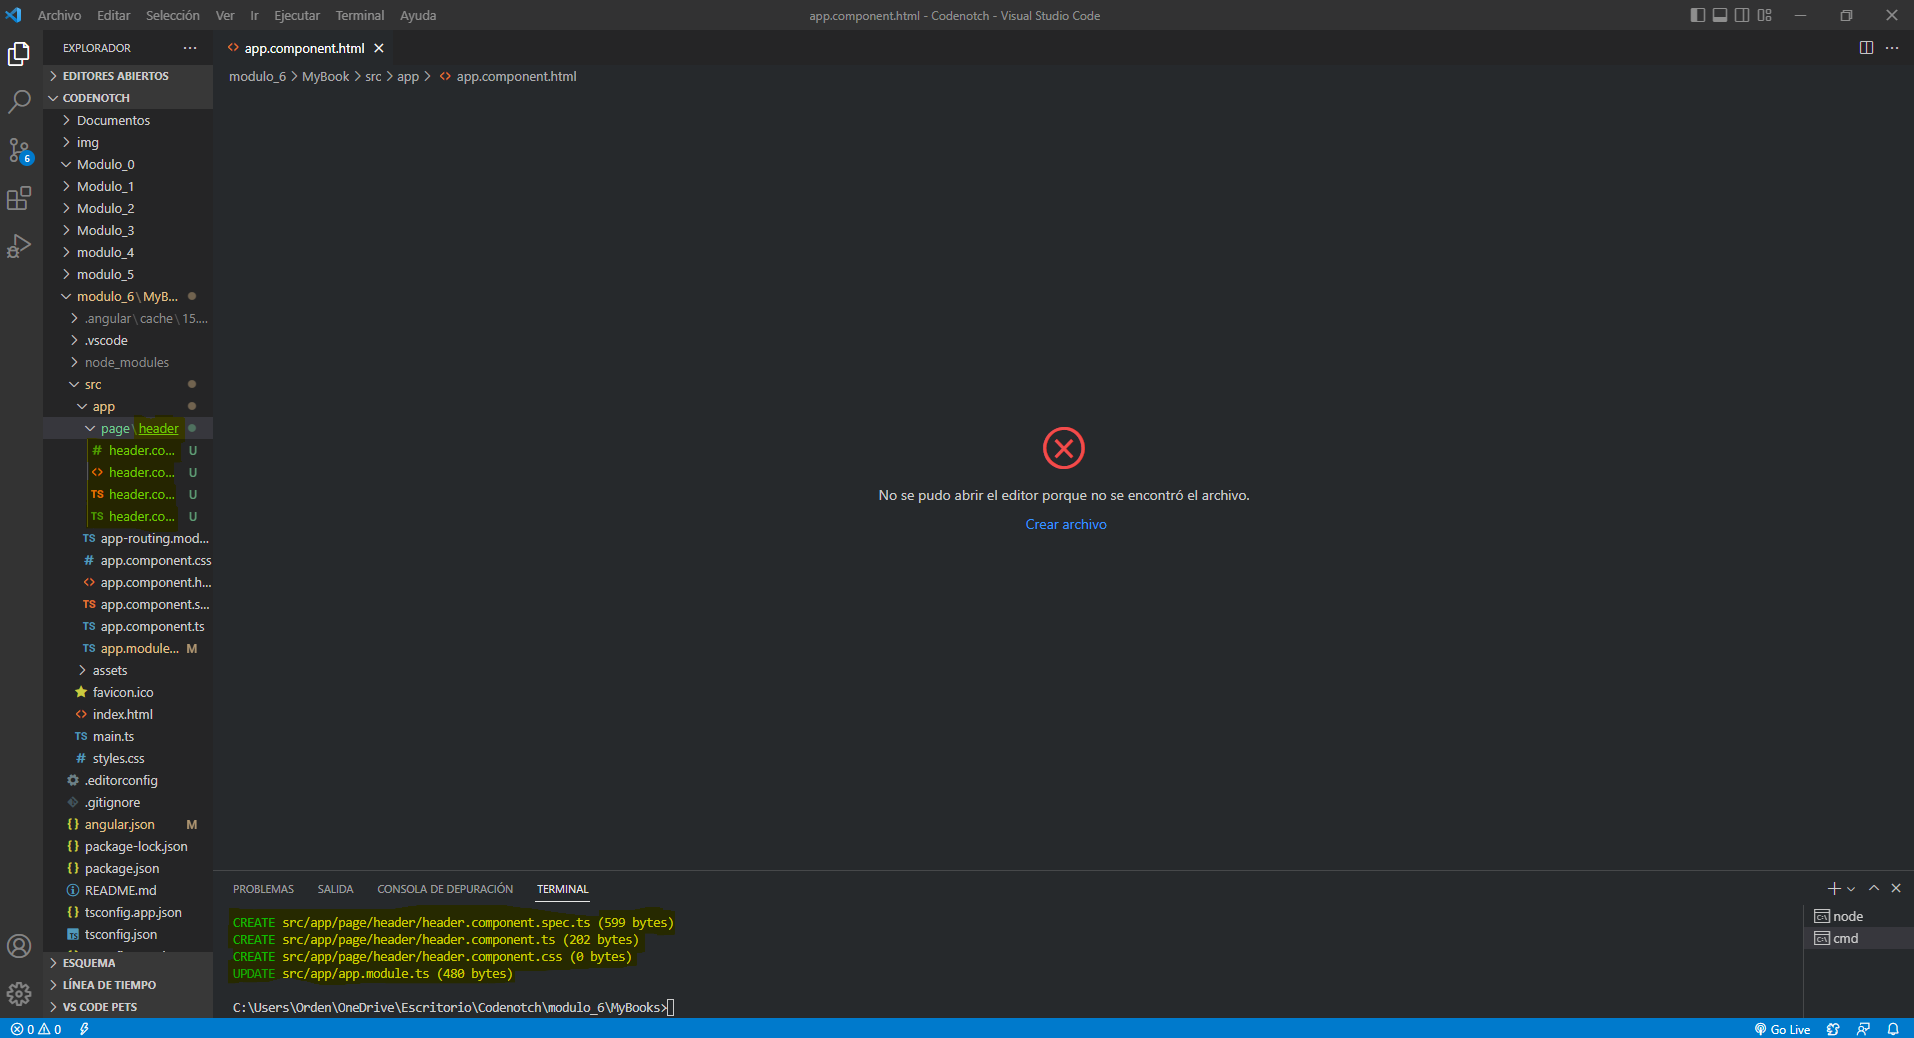 Archivo Editar Selección Ver Ir Ejecutar Terminal Ayuda
app.component.html - Codenotch - Visual Studio Code
EXPLORADOR
EDITORES ABIERTOS
CODENOTCH
Documentos
img
Modulo_0
Modulo_1
Modulo_2
Modulo_3
modulo_4
modulo_5
modulo_6\MyB...
.angular\cache\15....
.vscode
node_modules
src
app
page\header
header.co... U
header.co... U
header.co... U
header.co... U
app-routing.mod...
app.component.css
app.component.h...
app.component.s...
app.component.ts
app.module... M
assets
favicon.ico
index.html
main.ts
styles.css
.editorconfig
.gitignore
angular.json M
package-lock.json
package.json
README.md
tsconfig.app.json
tsconfig.json
ESQUEMA
LÍNEA DE TIEMPO
VS CODE PETS
6
app.component.html
modulo_6 > MyBook > src > app > app.component.html
No se pudo abrir el editor porque no se encontró el archivo.
Crear archivo
PROBLEMAS SALIDA CONSOLA DE DEPURACIÓN TERMINAL
CREATE src/app/page/header/header.component.spec.ts (599 bytes)
CREATE src/app/page/header/header.component.ts (202 bytes)
CREATE src/app/page/header/header.component.css (0 bytes)
UPDATE src/app/app.module.ts (480 bytes)
C:\Users\Orden\OneDrive\Escritorio\Codenotch\modulo_6\MyBooks>
node
cmd
0 0
Go Live